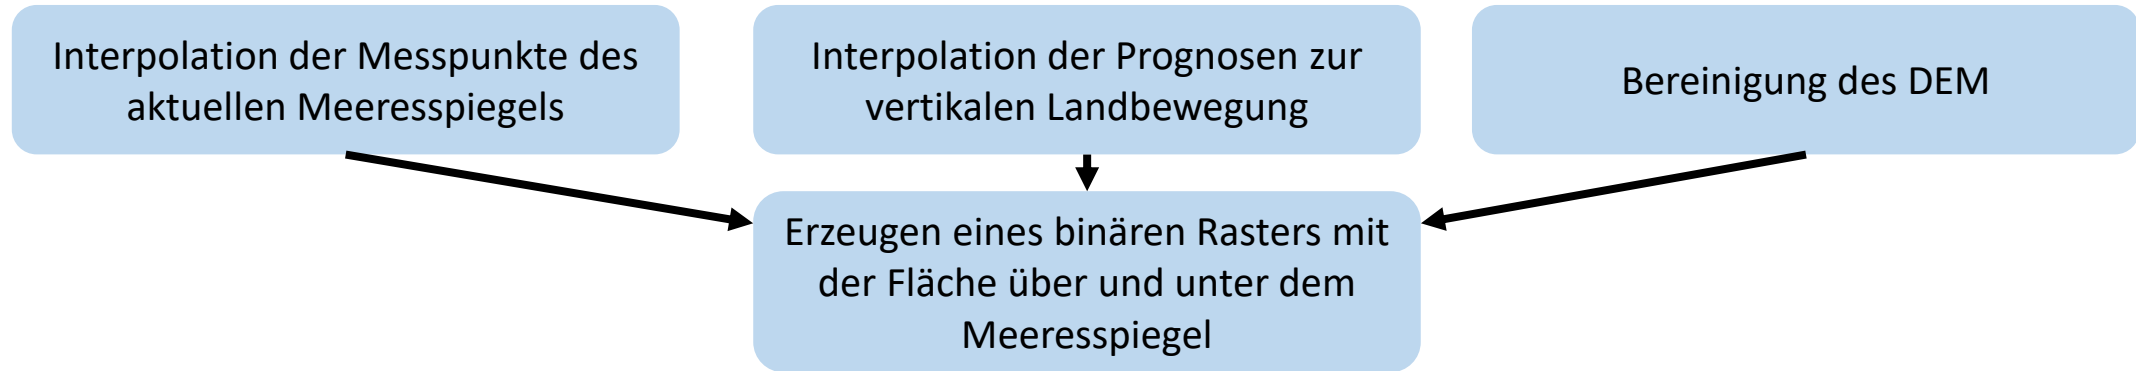 Interpolation der Messpunkte des
aktuellen Meeresspiegels
Interpolation der Prognosen zur
vertikalen Landbewegung
Bereinigung des DEM
Erzeugen eines binären Rasters mit
der Fläche über und unter dem
Meeresspiegel